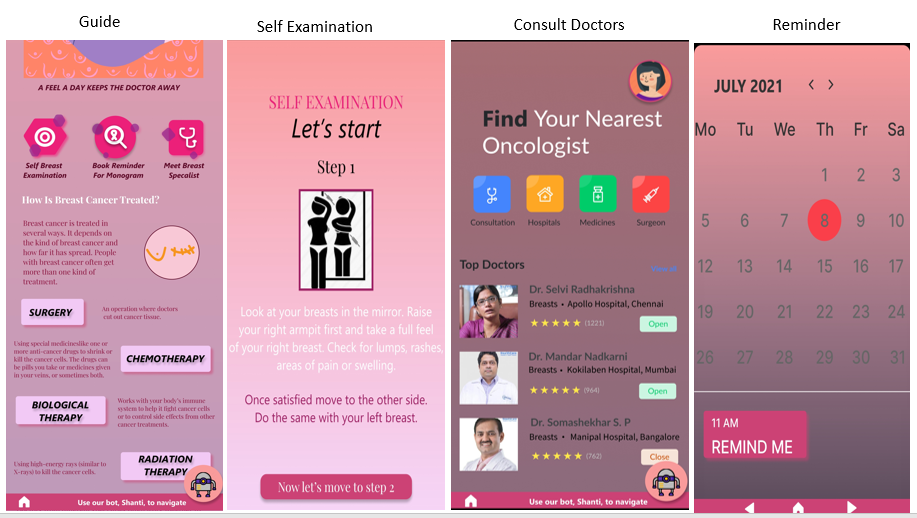 Guide
A FEEL A DAY KEEPS THE DOCTOR AWAY
Self Breast
Examination
Book Reminder
For Monogram
Meet Breast
Specalist
How Is Breast Cancer Treated?
Breast cancer is treated in
several ways. It depends on
the kind of breast cancer and
how far it has spread. People
with breast cancer often get
more than one kind of
treatment.
SURGERY
An operation where doctors
cut out cancer tissue.
Using special medicineslike one or
more anti-cancer drugs to shrink or
kill the cancer cells. The drugs can
be pills you take or medicines given
in your veins, or sometimes both.
CHEMOTHERAPY
BIOLOGICAL
THERAPY
Works with your body's immune
system to help it fight cancer cells
or to control side effects from other
cancer treatments.
Using high-energy rays (similar to
X-rays) to kill the cancer cells.
RADIATION
THERAPY
Use our bot, Shanti, to navigate
Self Examination
SELF EXAMINATION
Let's start
Step 1
Look at your breasts in the mirror. Raise
your right armpit first and take a full feel
of your right breast. Check for lumps, rashes,
areas of pain or swelling.
Once satisfied move to the other side.
Do the same with your left breast.
Now let's move to step 2
Consult Doctors
Find Your Nearest
Oncologist
Consultation
Hospitals
Medicines
Surgeon
Top Doctors
Dr. Selvi Radhakrishna
Breasts • Apollo Hospital, Chennai
(1221)
Open
Dr. Mandar Nadkarni
Breasts • Kokilaben Hospital, Mumbai
(964)
Open
Dr. Somashekhar S. P
Breasts • Manipal Hospital, Bangalore
(762)
Close
Use our bot, Shanti, to navigate
Reminder
JULY 2021 < >
Mo Tu We Th Fr Sa
1 2 3
5 6 7 8 9 10
12 13 14 15 16 17
19 20 21 22 23 24
26 27 28 29 30 31
11 AM
REMIND ME